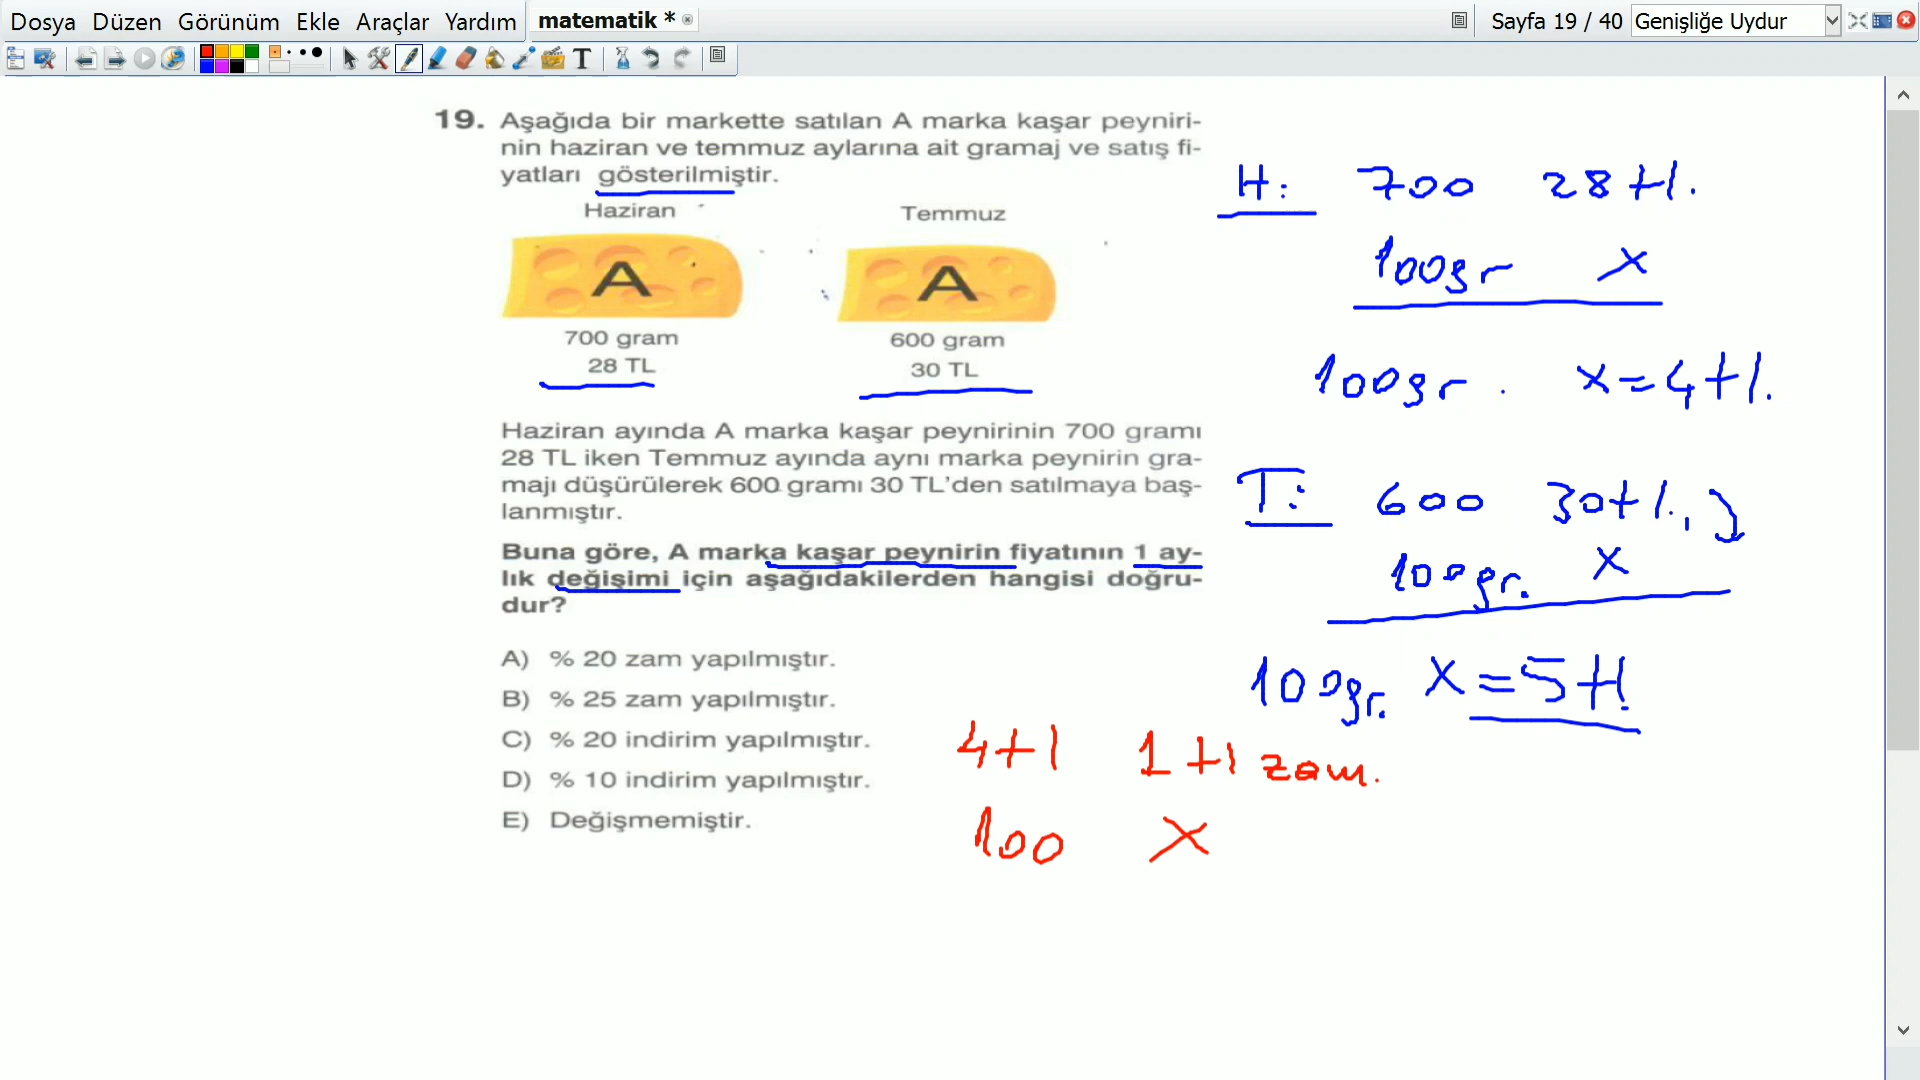 Dosya Düzen Görünüm Ekle Araçlar Yardım
matematik *
Sayfa 19 / 40 Genişliğe Uydur
T
19. Aşağıda bir markette satılan A marka kaşar peyniri-
nin haziran ve temmuz aylarına ait gramaj ve satış fi-
yatları gösterilmiştir.
Haziran
Temmuz
A
A
700 gram
28 TL
600 gram
30 TL
Haziran ayında A marka kaşar peynirinin 700 gramı
28 TL iken Temmuz ayında aynı marka peynirin gra-
majı düşürülerek 600 gramı 30 TL'den satılmaya baş-
lanmıştır.
Buna göre, A marka kaşar peynirin fiyatının 1 ay-
lık değişimi için aşağıdakilerden hangisi doğru-
dur?
A) % 20 zam yapılmıştır.
B) % 25 zam yapılmıştır.
C) % 20 indirim yapılmıştır.
D) % 10 indirim yapılmıştır.
E) Değişmemiştir.
H: 700 28 tl.
100gr x
100gr. x=4tl.
T: 600 30tl.
100gr. x
100gr. x=5tl.
4tl 1tl zam.
100 X